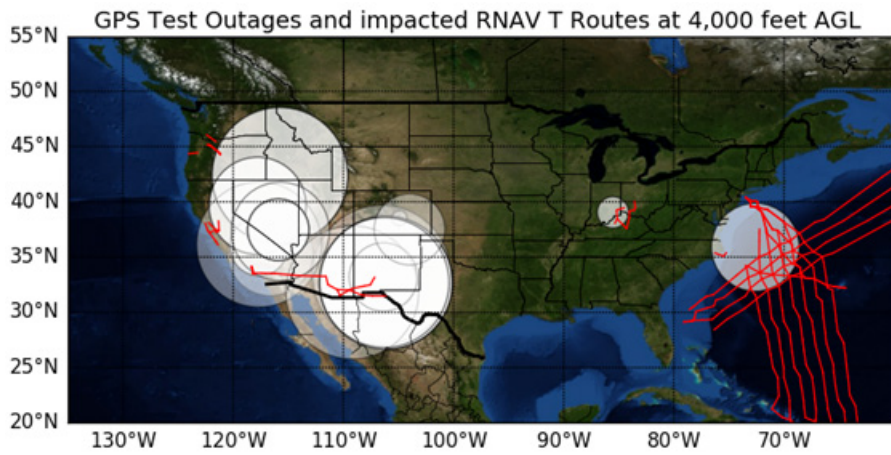 GPS Test Outages and impacted RNAV T Routes at 4,000 feet AGL
55°N
50°N
45°N
40°N
35°N
30°N
25°N
20°N
130°W 120°W 110°W 100°W 90°W 80°W 70°W